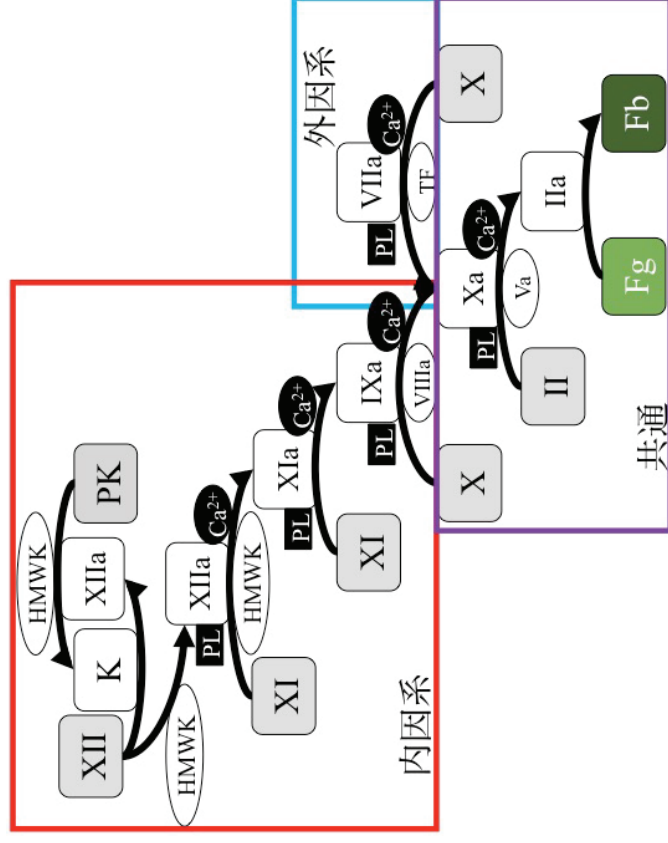 HMWK
XII
K
XIIa
PK
HMWK
PL
XIIa
Ca²⁺
HMWK
XI
PL
XIa
Ca²⁺
外因系
XI
PL
IXa
Ca²⁺
PL
VIIa
Ca²⁺
内因系
VIIIa
TF
X
PL
Xa
Ca²⁺
X
Va
II
IIa
Fg
Fb
共通